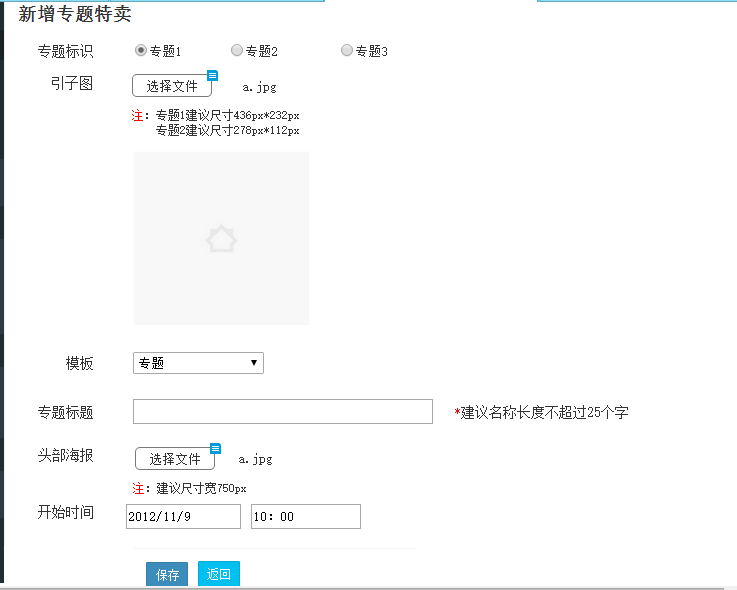 新增专题特卖
专题标识 专题1 专题2 专题3
引子图 选择文件 a.jpg
注：专题1建议尺寸436px*232px
专题2建议尺寸278px*112px
模板 专题
专题标题 *建议名称长度不超过25个字
头部海报 选择文件 a.jpg
注：建议尺寸宽750px
开始时间 2012/11/9 10：00
保存 返回